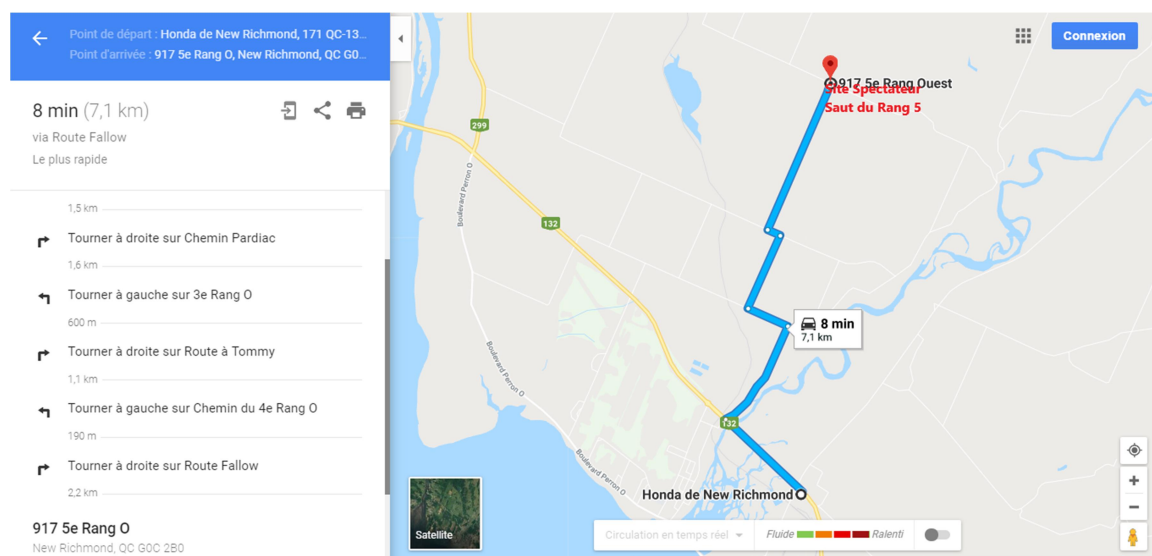 Point de départ : Honda de New Richmond, 171 QC-13...
Point d'arrivée : 917 5e Rang O, New Richmond, QC G0...
8 min (7,1 km)
via Route Fallow
Le plus rapide
1,5 km
Tourner à droite sur Chemin Pardiac
1,6 km
Tourner à gauche sur 3e Rang O
600 m
Tourner à droite sur Route à Tommy
1,1 km
Tourner à gauche sur Chemin du 4e Rang O
190 m
Tourner à droite sur Route Fallow
2,2 km
917 5e Rang O
New Richmond, QC G0C 2B0
Connexion
917 5e Rang Ouest
Site Spectateur
Saut du Rang 5
299
Boulevard Perron O
132
8 min
7,1 km
Boulevard Perron O
132
Boulevard Perron O
Honda de New Richmond
Satellite
Circulation en temps réel
Fluide
Ralenti